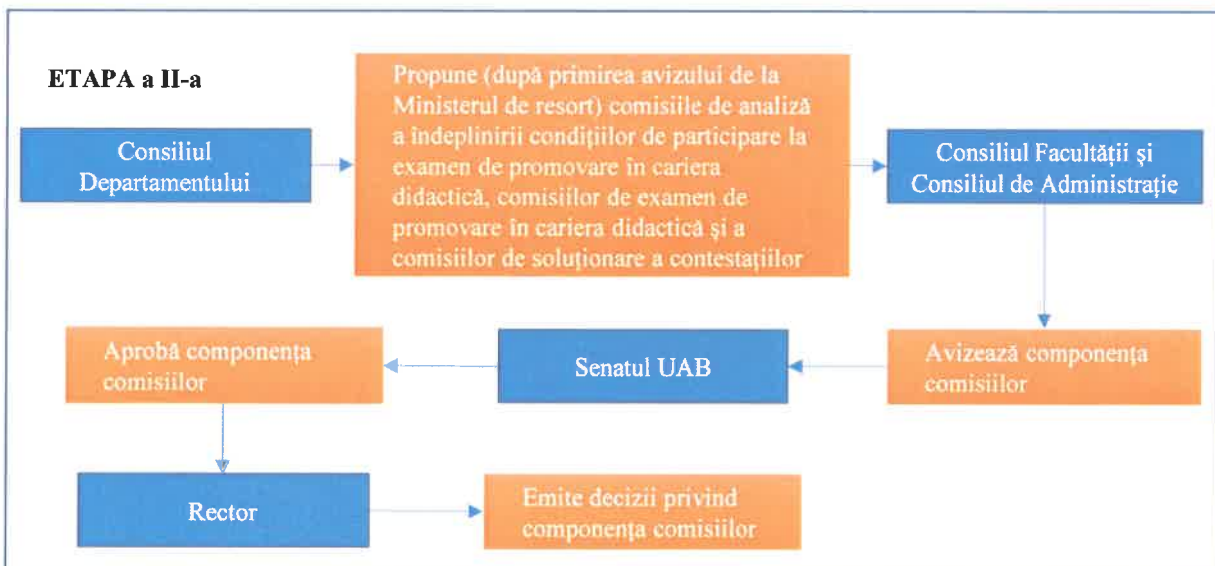 ETAPA a II-a
Consiliul
Departamentului
Propune (după primirea avizului de la
Ministerul de resort) comisiile de analiză
a îndeplinirii condițiilor de participare la
examen de promovare în cariera
didactică, comisiilor de examen de
promovare în cariera didactică și a
comisiilor de soluționare a contestațiilor
Consiliul Facultății și
Consiliul de Administrație
Avizează componența
comisiilor
Senatul UAB
Aprobă componența
comisiilor
Rector
Emite decizii privind
componența comisiilor